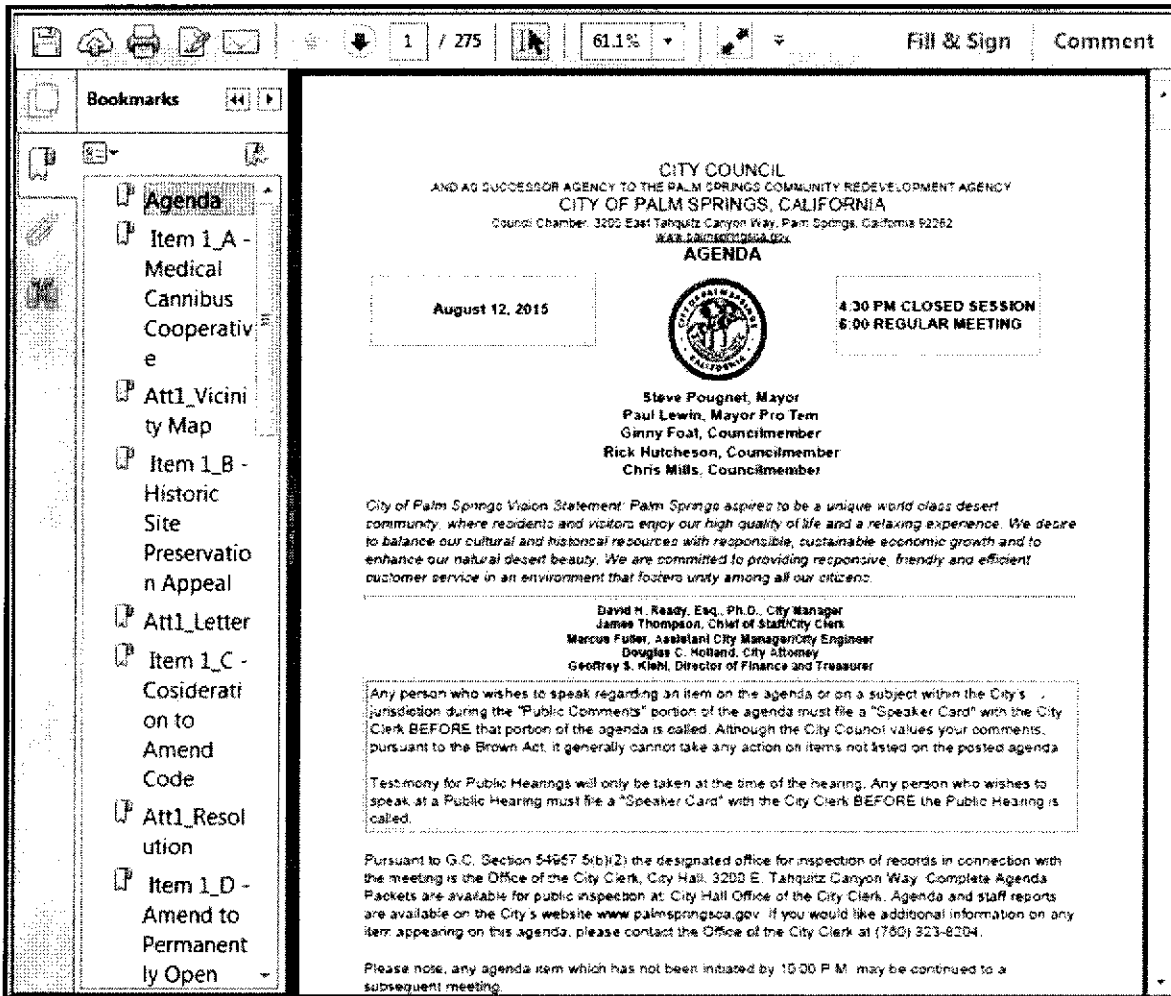 1 / 275 61.1% Fill & Sign Comment
Bookmarks
Agenda
Item 1_A -
Medical
Cannibus
Cooperativ
e
Att1_Vicini
ty Map
Item 1_B -
Historic
Site
Preservatio
n Appeal
Att1_Letter
Item 1_C -
Cosiderati
on to
Amend
Code
Att1_Resol
ution
Item 1_D -
Amend to
Permanent
ly Open
CITY COUNCIL
AND AS SUCCESSOR AGENCY TO THE PALM SPRINGS COMMUNITY REDEVELOPMENT AGENCY
CITY OF PALM SPRINGS, CALIFORNIA
Council Chamber, 3200 East Tahquitz Canyon Way, Palm Springs, California 92262
www.palmspringsca.gov
AGENDA
August 12, 2015
CITY OF PALM SPRINGS
CALIFORNIA
4:30 PM CLOSED SESSION
6:00 REGULAR MEETING
Steve Pougnet, Mayor
Paul Lewin, Mayor Pro Tem
Ginny Foat, Councilmember
Rick Hutcheson, Councilmember
Chris Mills, Councilmember
City of Palm Springs Vision Statement: Palm Springs aspires to be a unique world class desert
community, where residents and visitors enjoy our high quality of life and a relaxing experience. We desire
to balance our cultural and historical resources with responsible, sustainable economic growth and to
enhance our natural desert beauty. We are committed to providing responsive, friendly and efficient
customer service in an environment that fosters unity among all our citizens.
David H. Ready, Esq., Ph.D., City Manager
James Thompson, Chief of Staff/City Clerk
Marcus Fuller, Assistant City Manager/City Engineer
Douglas C. Holland, City Attorney
Geoffrey S. Kiehl, Director of Finance and Treasurer
Any person who wishes to speak regarding an item on the agenda or on a subject within the City's
jurisdiction during the "Public Comments" portion of the agenda must file a "Speaker Card" with the City
Clerk BEFORE that portion of the agenda is called. Although the City Council values your comments,
pursuant to the Brown Act, it generally cannot take any action on items not listed on the posted agenda
Testimony for Public Hearings will only be taken at the time of the hearing. Any person who wishes to
speak at a Public Hearing must file a "Speaker Card" with the City Clerk BEFORE the Public Hearing is
called.
Pursuant to G.C. Section 54957.5(b)(2) the designated office for inspection of records in connection with
the meeting is the Office of the City Clerk, City Hall, 3200 E. Tahquitz Canyon Way. Complete Agenda
Packets are available for public inspection at: City Hall Office of the City Clerk. Agenda and staff reports
are available on the City's website www.palmspringsca.gov. If you would like additional information on any
item appearing on this agenda, please contact the Office of the City Clerk at (760) 323-8204.
Please note, any agenda item which has not been initiated by 10:00 P.M. may be continued to a
subsequent meeting.